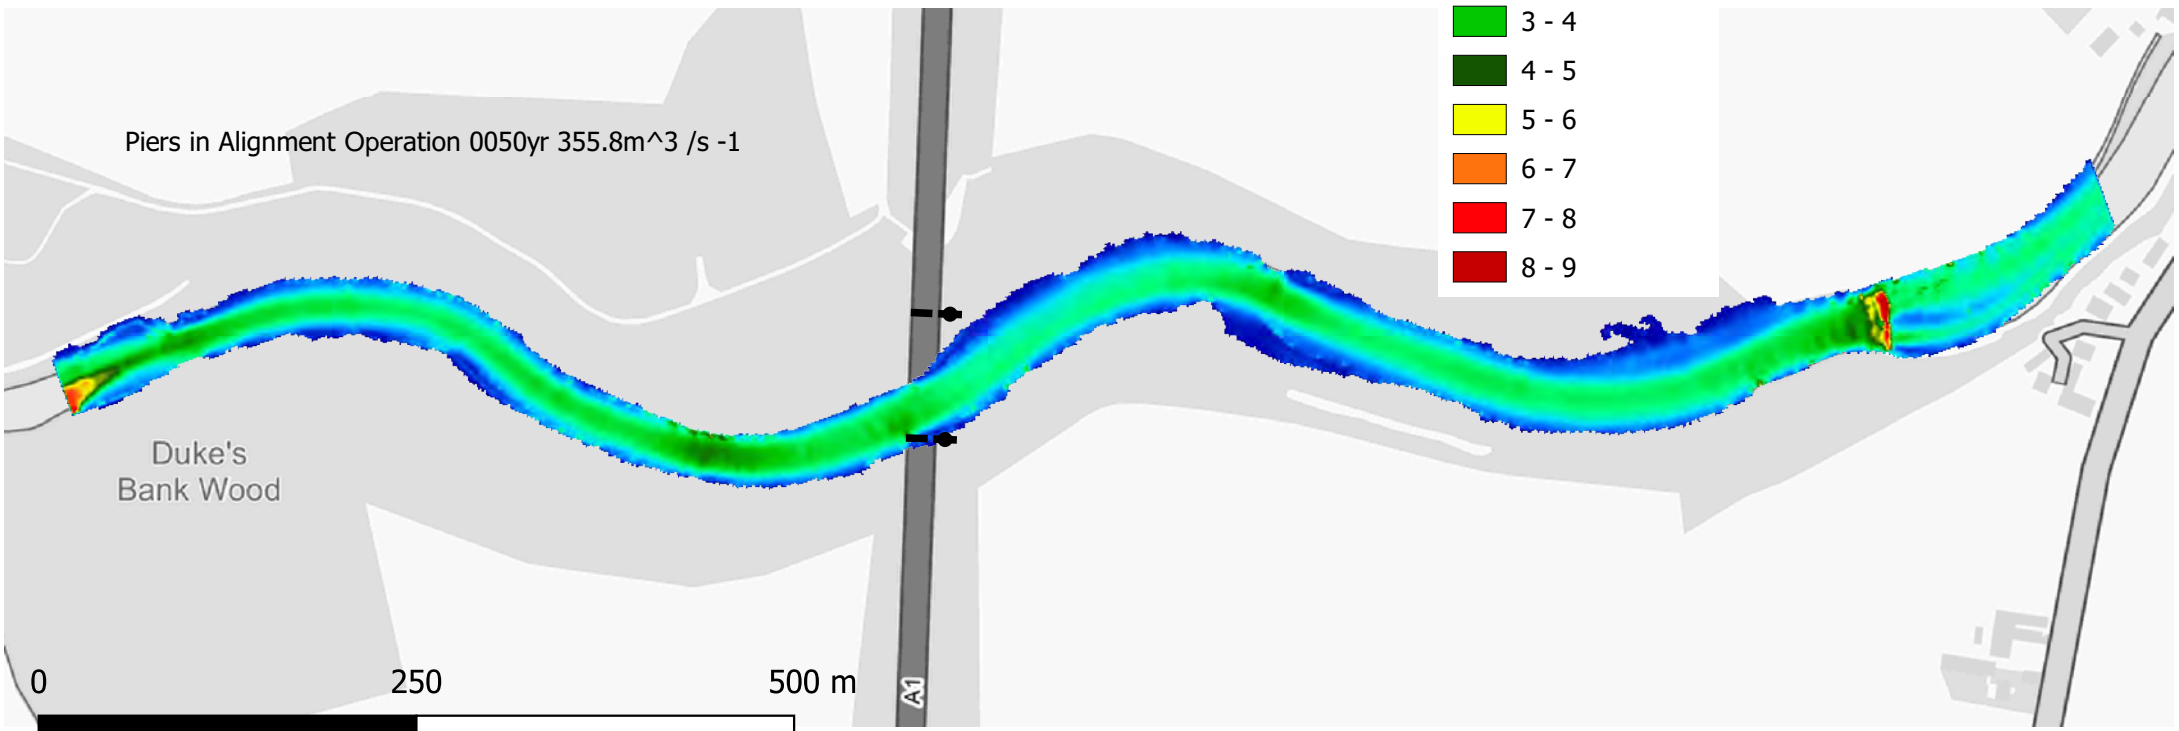 3 - 4
4 - 5
5 - 6
6 - 7
7 - 8
8 - 9
Piers in Alignment Operation 0050yr 355.8m^3 /s -1
Duke's
Bank Wood
A1
0 250 500 m